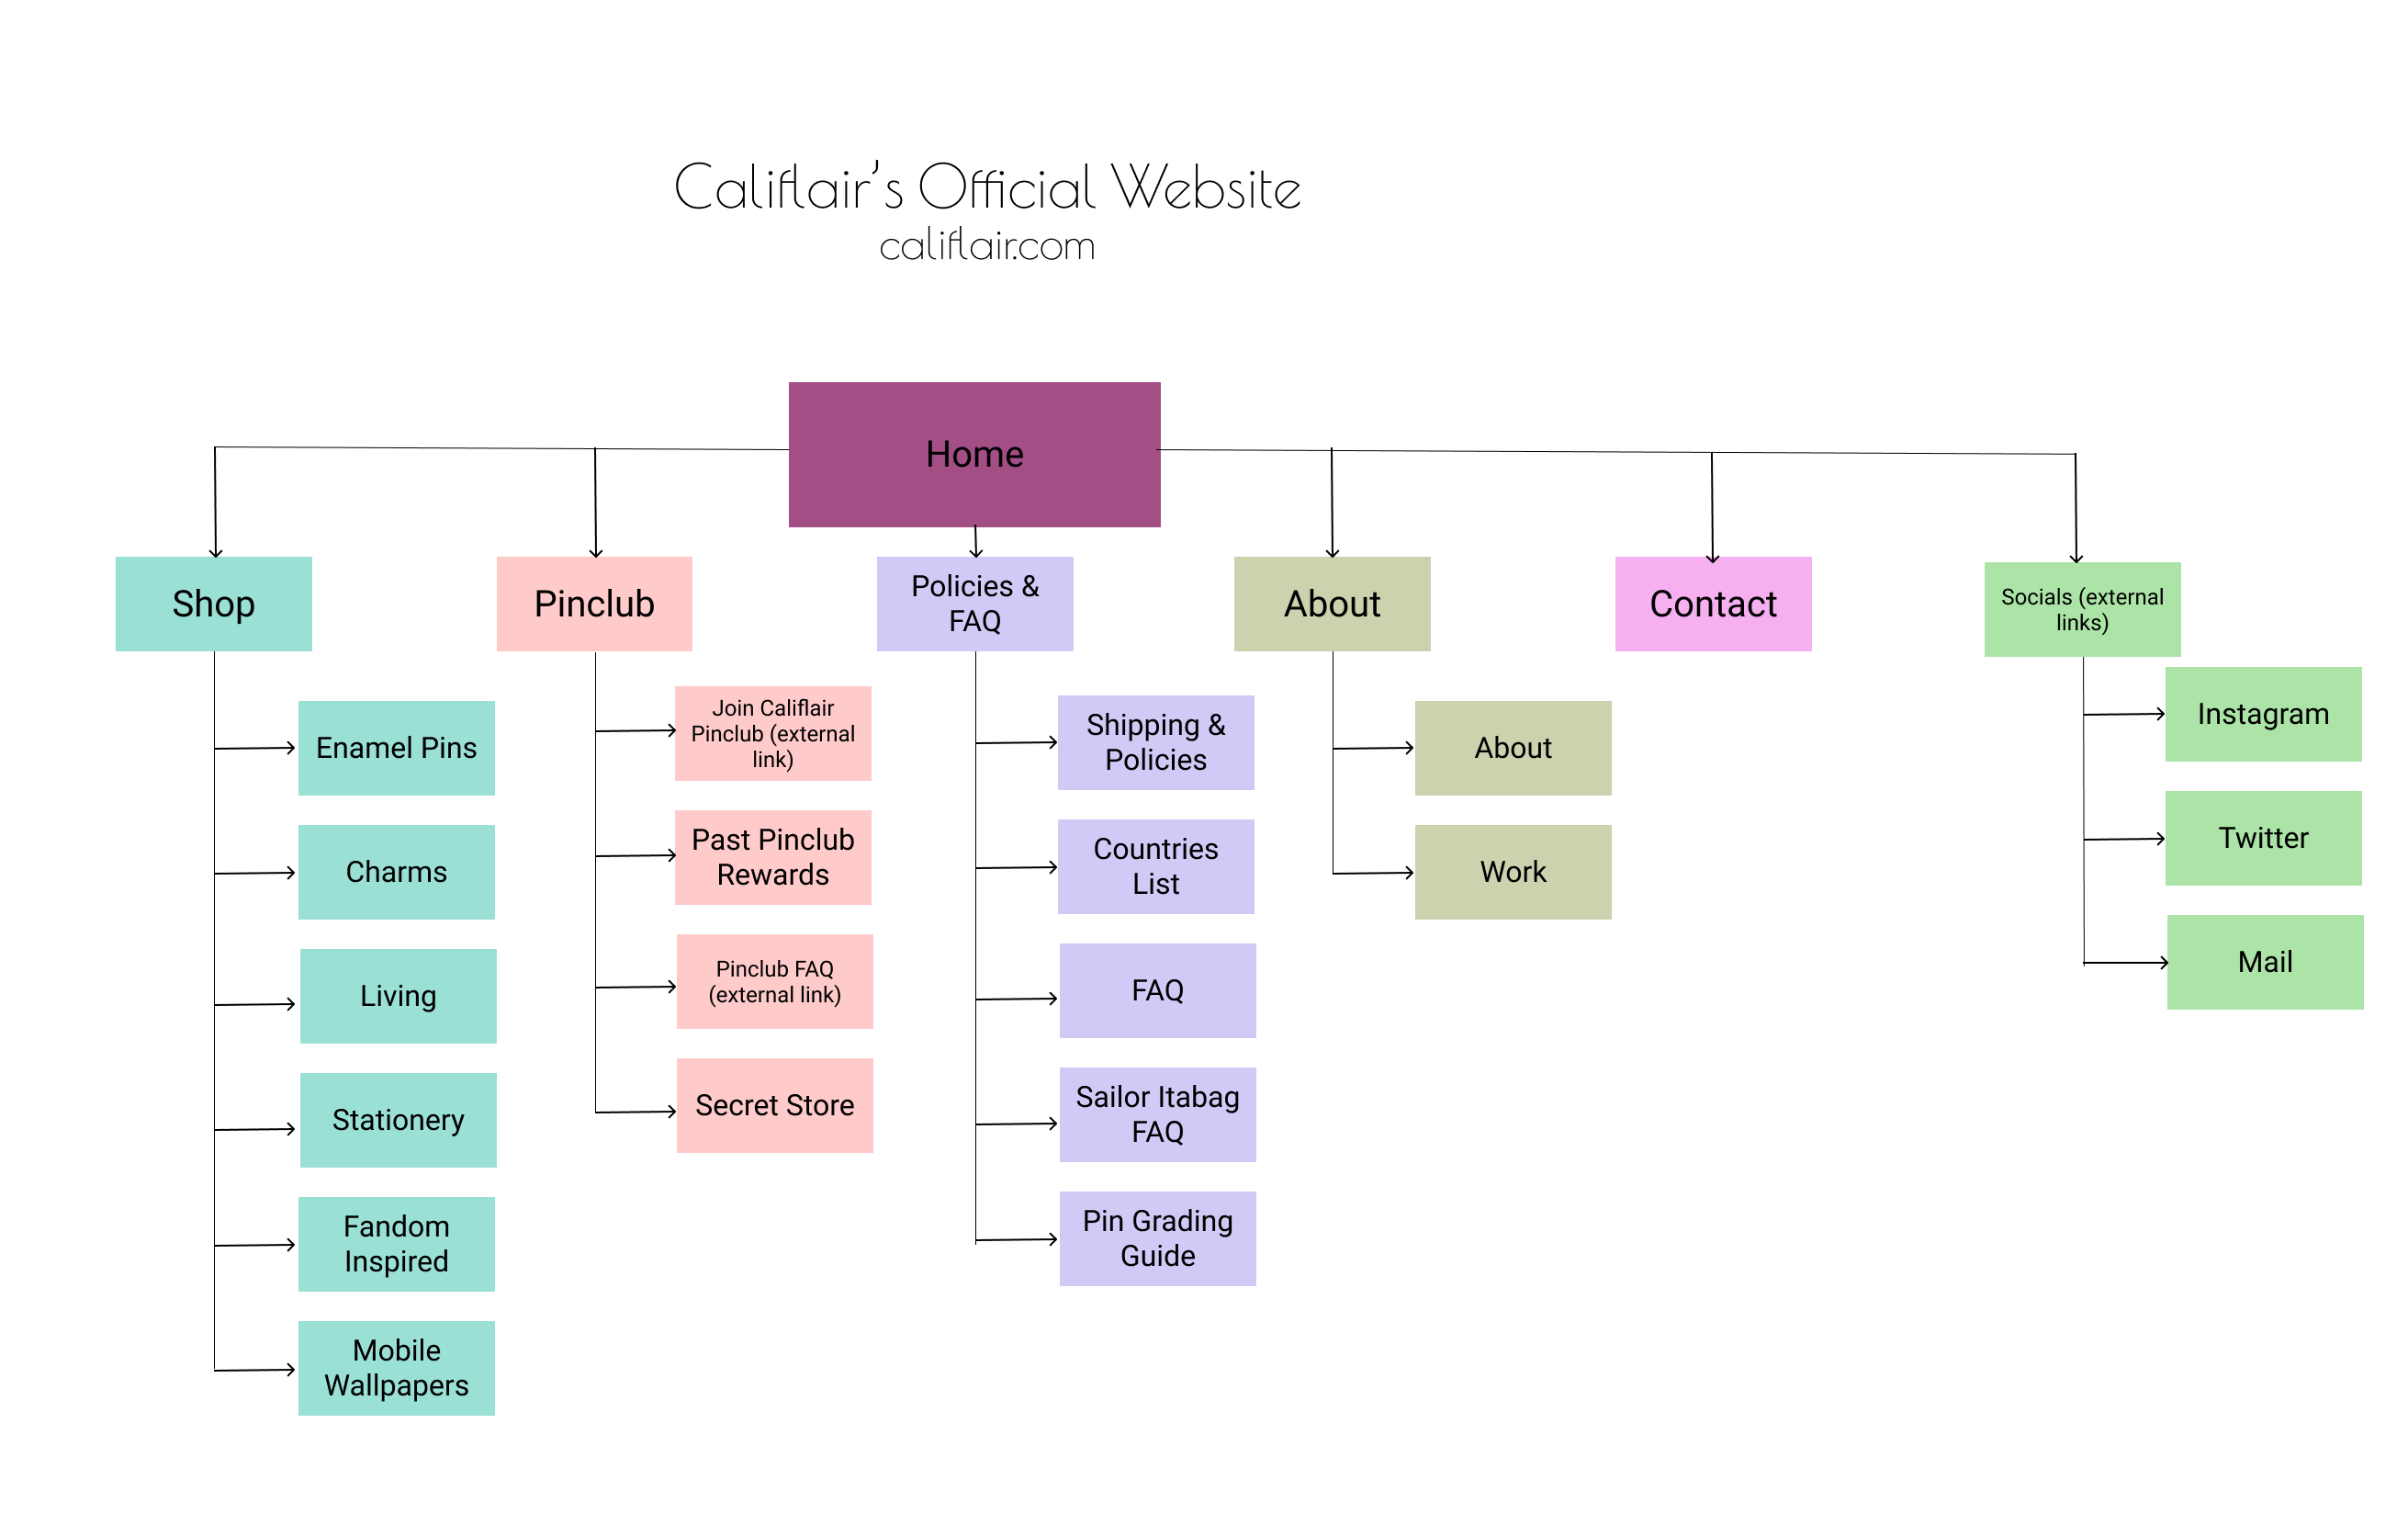 Califlair's Official Website
califlair.com
Home
Shop
Pinclub
Policies &
FAQ
About
Contact
Socials (external
links)
Enamel Pins
Charms
Living
Stationery
Fandom
Inspired
Mobile
Wallpapers
Join Califlair
Pinclub (external
link)
Past Pinclub
Rewards
Pinclub FAQ
(external link)
Secret Store
Shipping &
Policies
Countries
List
FAQ
Sailor Itabag
FAQ
Pin Grading
Guide
About
Work
Instagram
Twitter
Mail